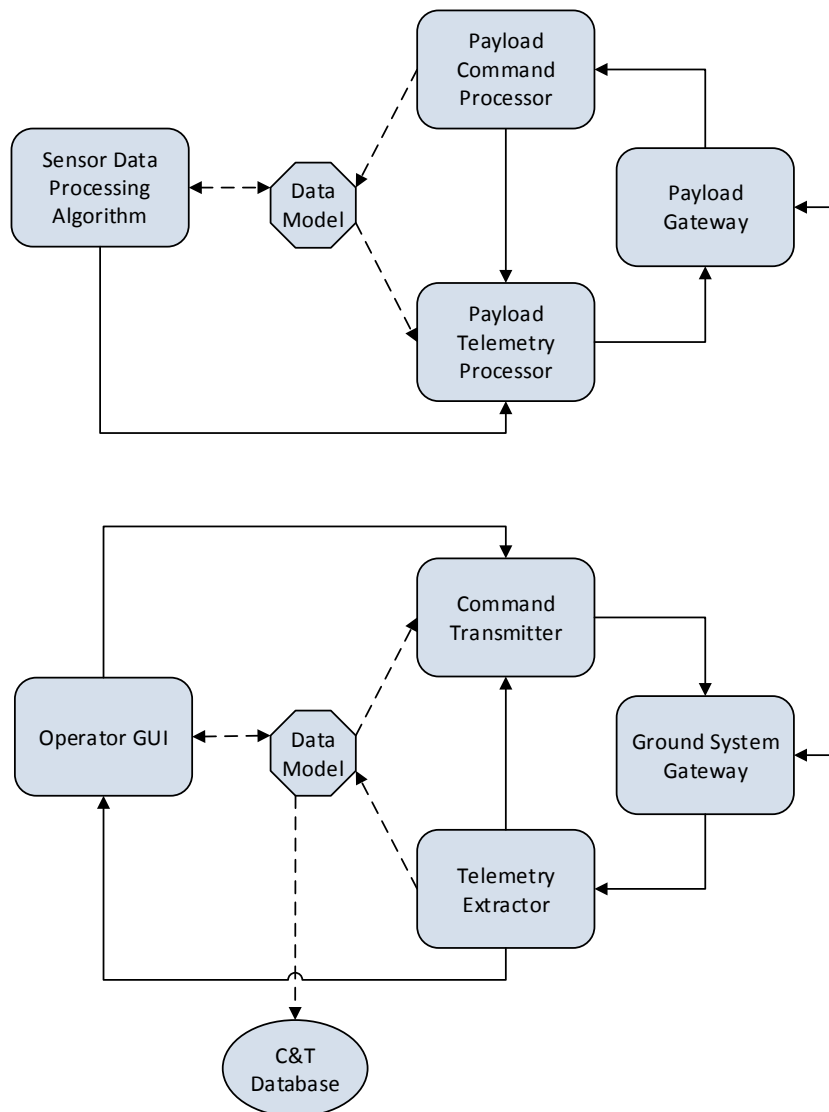 Payload
Command
Processor
Sensor Data
Processing
Algorithm
Data
Model
Payload
Gateway
Payload
Telemetry
Processor
Command
Transmitter
Operator GUI
Data
Model
Ground System
Gateway
Telemetry
Extractor
C&T
Database